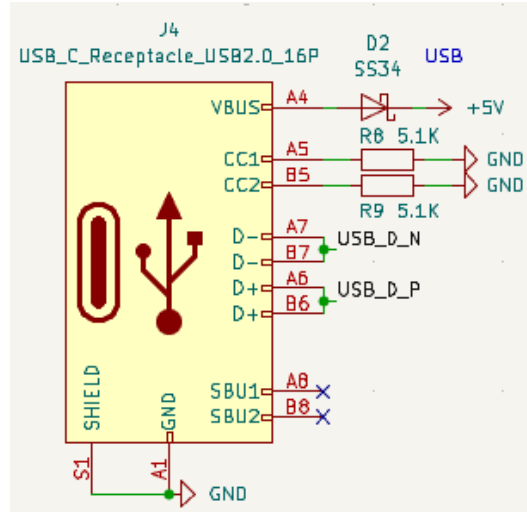 J4
USB_C_Receptacle_USB2.0_16P
D2
SS34
USB
VBUS
A4
+5V
R8 5.1K
CC1
A5
GND
CC2
B5
GND
R9 5.1K
D-
A7
USB_D_N
D-
B7
D+
A6
USB_D_P
D+
B6
SBU1
A8
SBU2
B8
SHIELD
GND
S1
A1
GND